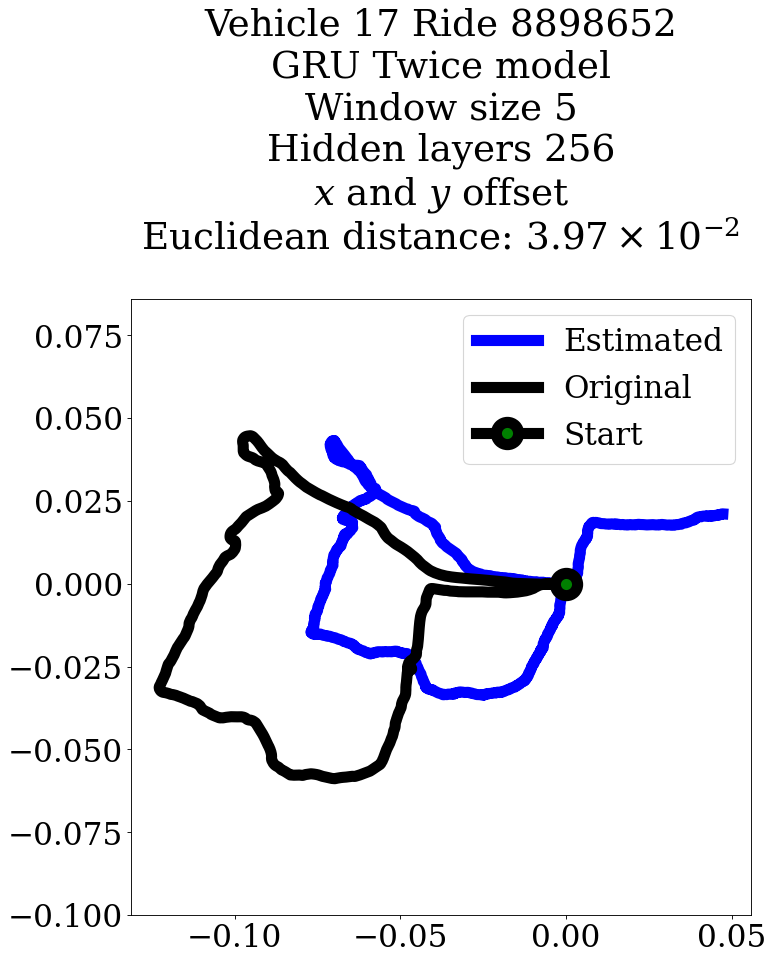 Vehicle 17 Ride 8898652
GRU Twice model
Window size 5
Hidden layers 256
x and y offset
Euclidean distance: 3.97 × 10⁻²
Estimated
Original
Start
0.075
0.050
0.025
0.000
−0.025
−0.050
−0.075
−0.100
−0.10 −0.05 0.00 0.05